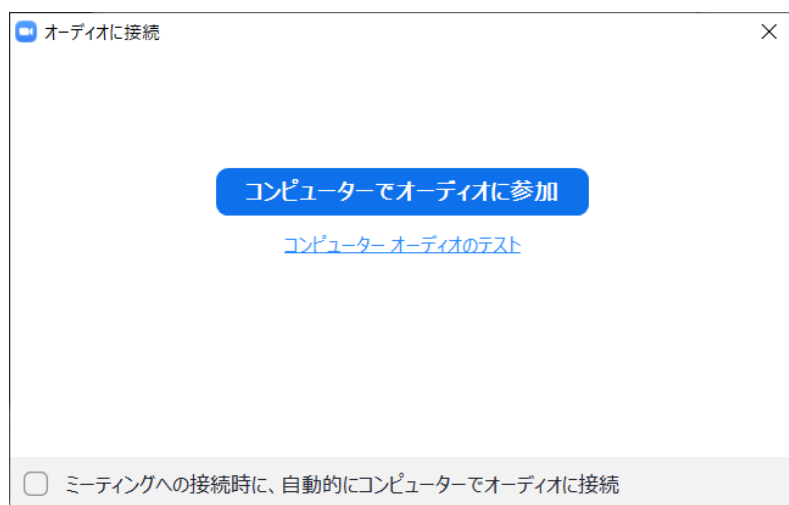 オーディオに接続
コンピューターでオーディオに参加
コンピューター オーディオのテスト
ミーティングへの接続時に、自動的にコンピューターでオーディオに接続